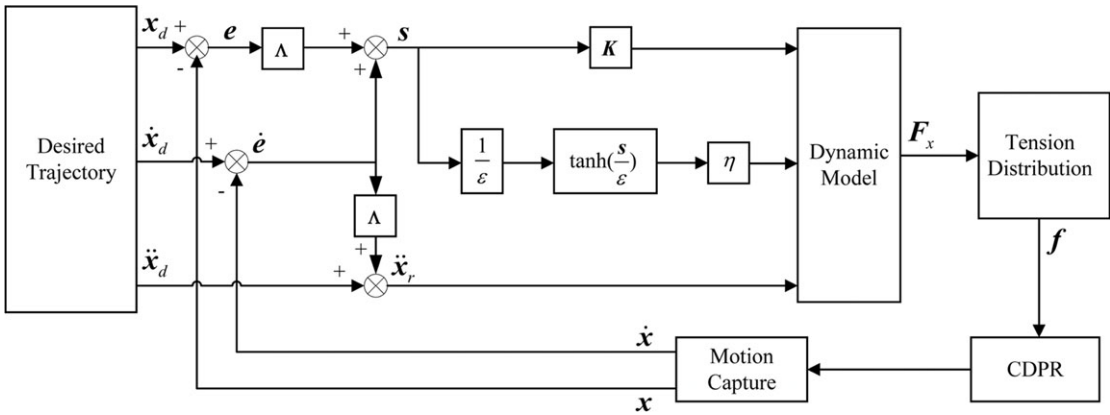 Desired
Trajectory
x_d
+
-
e
Λ
+
+
s
K
ẋ_d
+
-
ė
1/ε
tanh(s/ε)
η
Λ
ẍ_d
+
+
ẍ_r
Dynamic
Model
F_x
Tension
Distribution
f
CDPR
Motion
Capture
ẋ
x